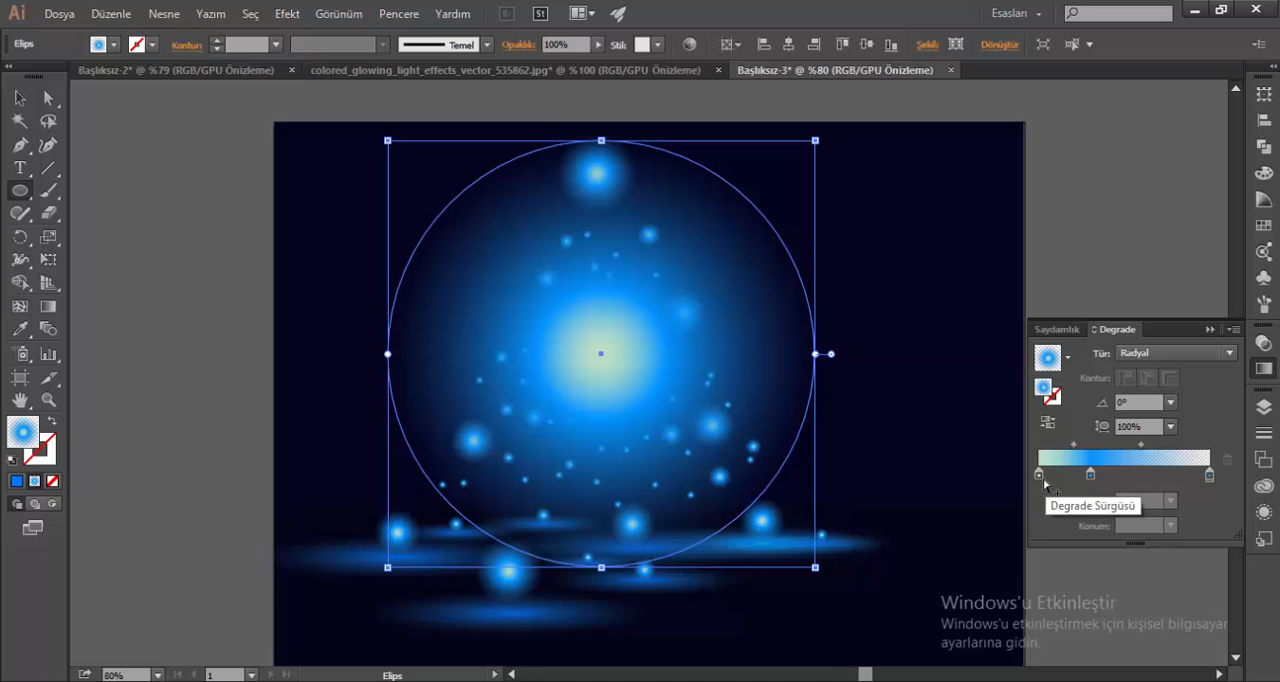 Ai Dosya Düzenle Nesne Yazım Seç Efekt Görünüm Pencere Yardım Br St Esasları
Elips Kontur: Temel Opaklık: 100% Stil: Şekil: Dönüştür
Başlıksız-2* @ %79 (RGB/GPU Önizleme) × colored_glowing_light_effects_vector_535862.jpg* @ %100 (RGB/GPU Önizleme) × Başlıksız-3* @ %80 (RGB/GPU Önizleme) ×
T
Saydamlık Degrade
Tür: Radyal
Kontur:
0°
100%
Degrade Sürgüsü
Konum:
Windows'u Etkinleştir
Windows'u etkinleştirmek için kişisel bilgisayar
ayarlarına gidin.
80% 1 Elips